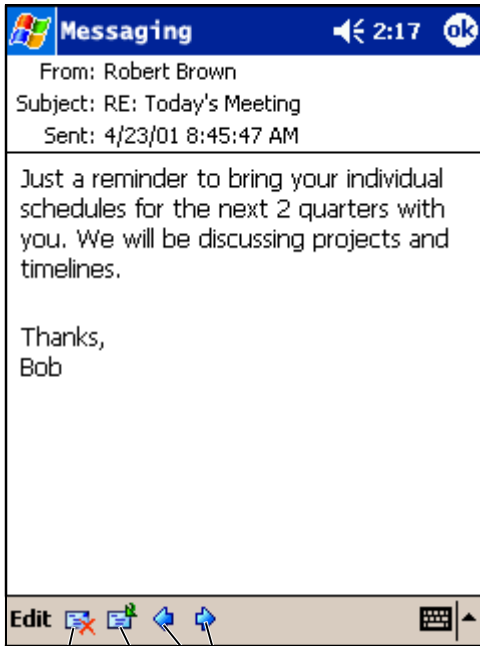 Messaging 2:17 ok
From: Robert Brown
Subject: RE: Today's Meeting
Sent: 4/23/01 8:45:47 AM
Just a reminder to bring your individual
schedules for the next 2 quarters with
you. We will be discussing projects and
timelines.
Thanks,
Bob
Edit